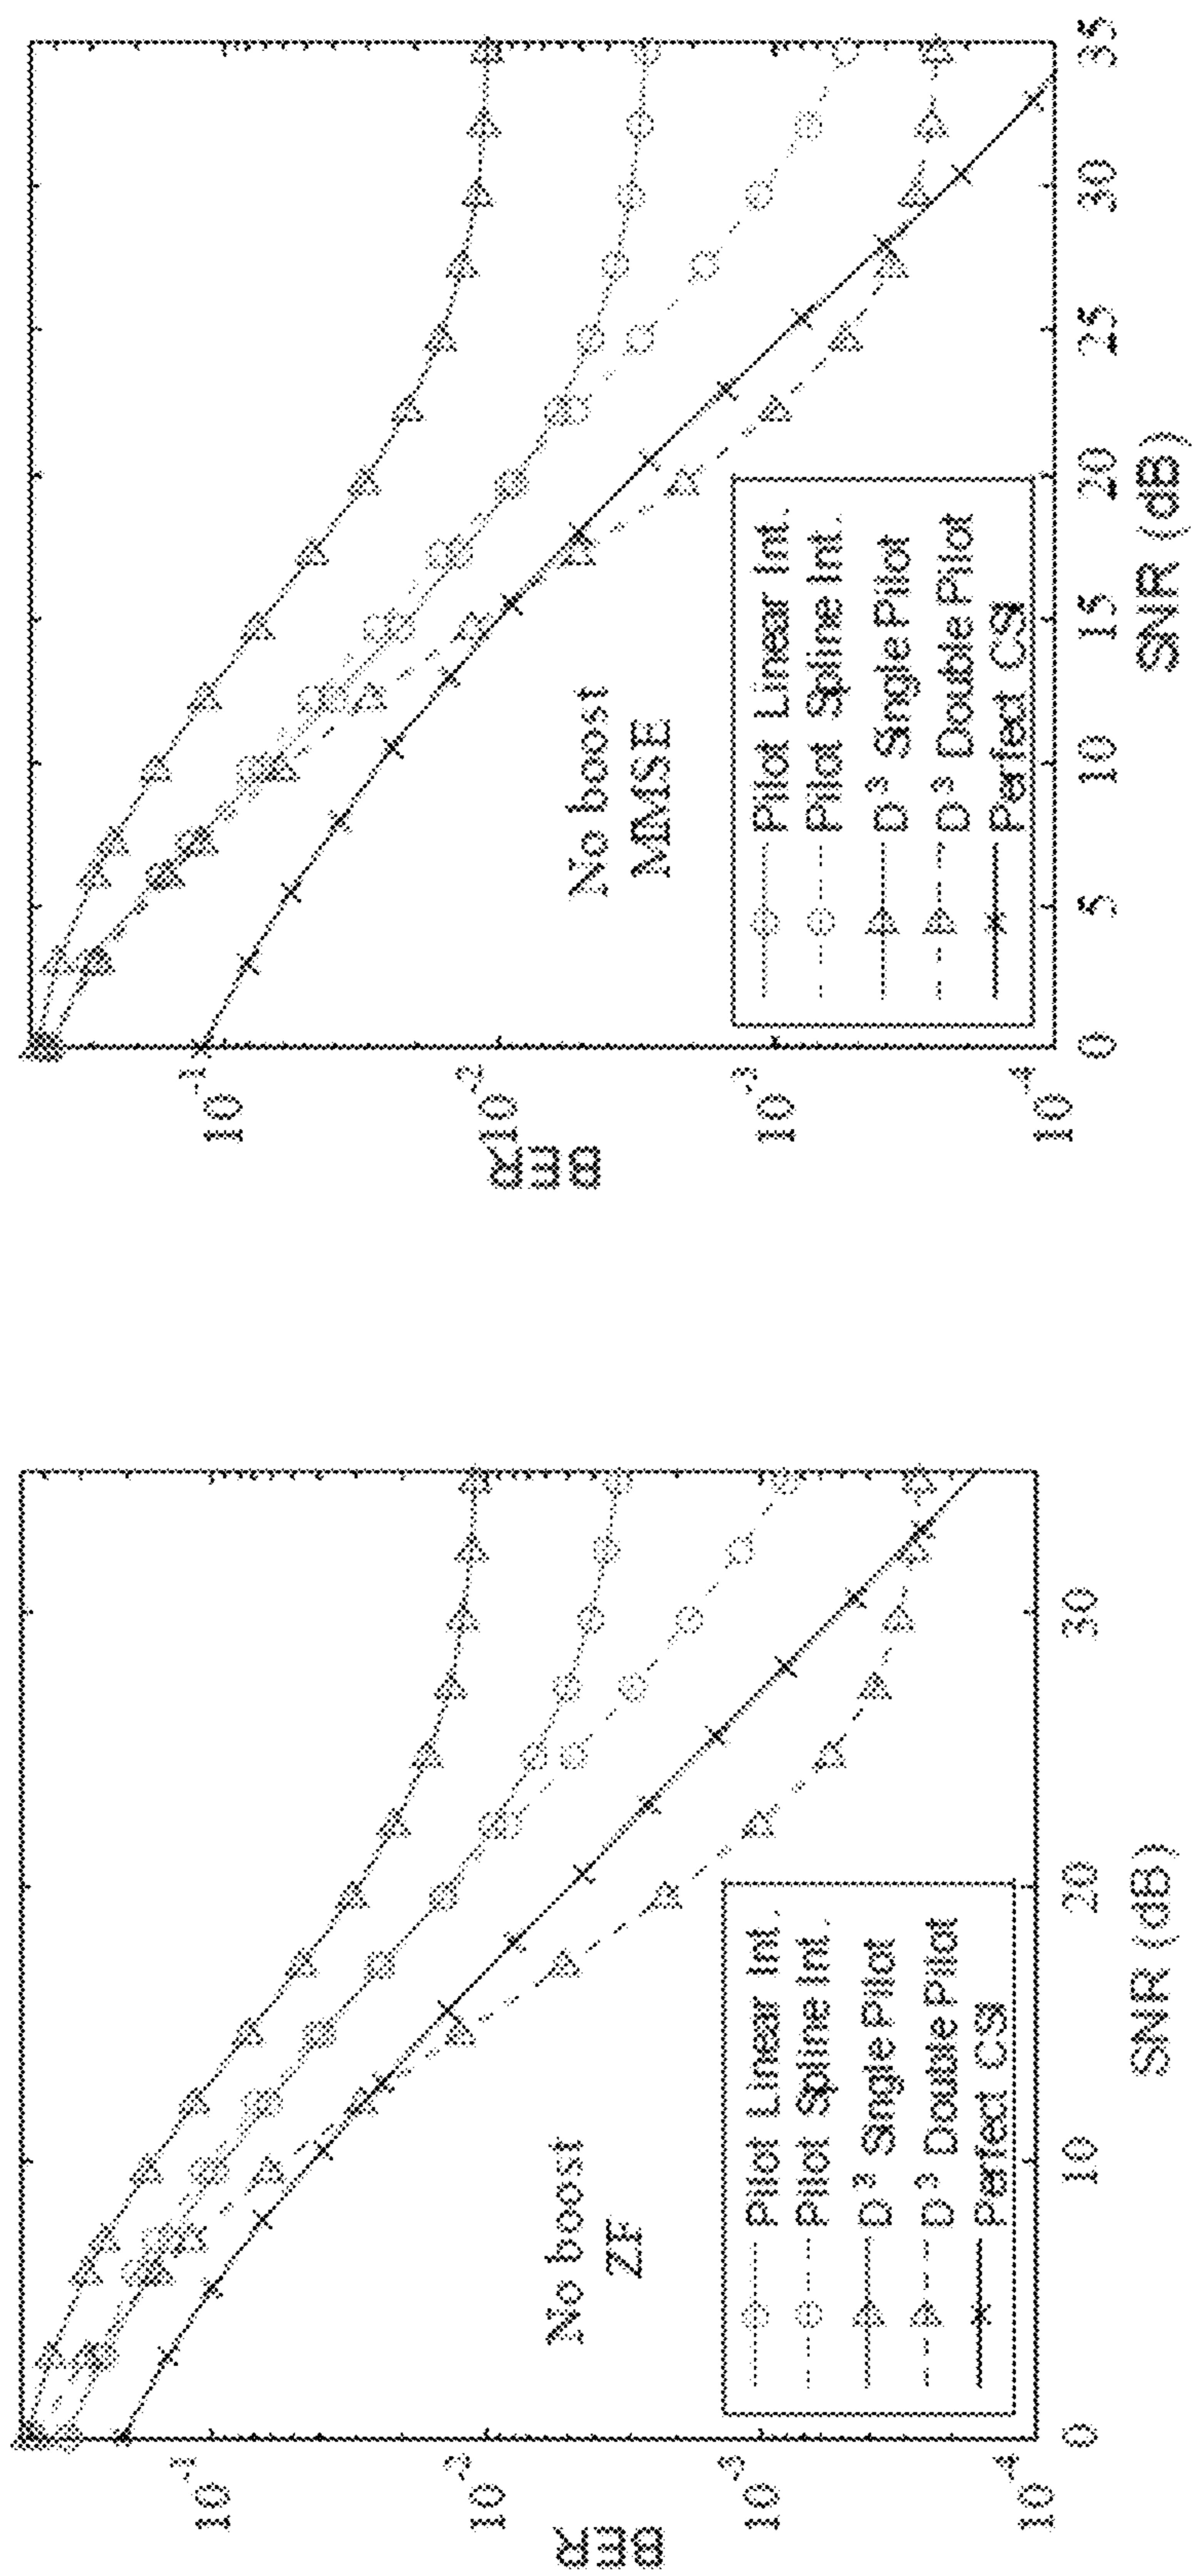 BER
10⁻¹
10⁻²
10⁻³
10⁻⁴
0 10 20 30
SNR (dB)
No boost
ZF
Pilot Linear Int.
Pilot Spline Int.
D³ Single Pilot
D³ Double Pilot
Perfect CSI
BER
10⁻¹
10⁻²
10⁻³
10⁻⁴
0 5 10 15 20 25 30 35
SNR (dB)
No boost
MMSE
Pilot Linear Int.
Pilot Spline Int.
D³ Single Pilot
D³ Double Pilot
Perfect CSI